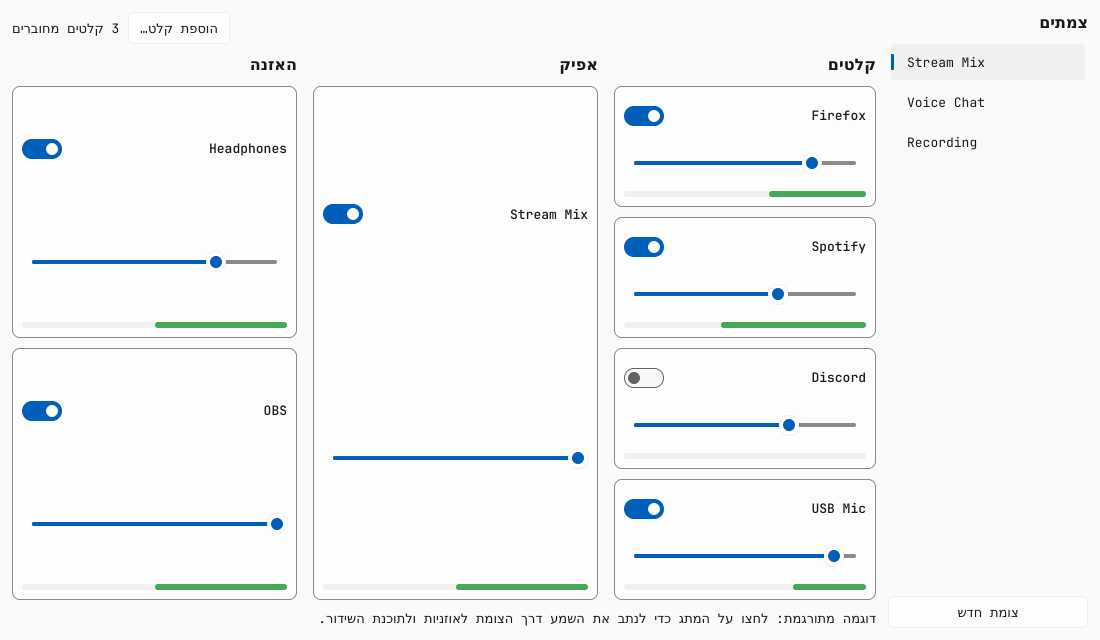 צמתים
Stream Mix
Voice Chat
Recording
צומת חדש
הוספת קלט…
3 קלטים מחוברים
קלטים
Firefox
Spotify
Discord
USB Mic
אפיק
Stream Mix
האזנה
Headphones
OBS
דוגמה מתורגמת: לחצו על המתג כדי לנתב את השמע דרך הצומת לאוזניות ולתוכנת השידור.